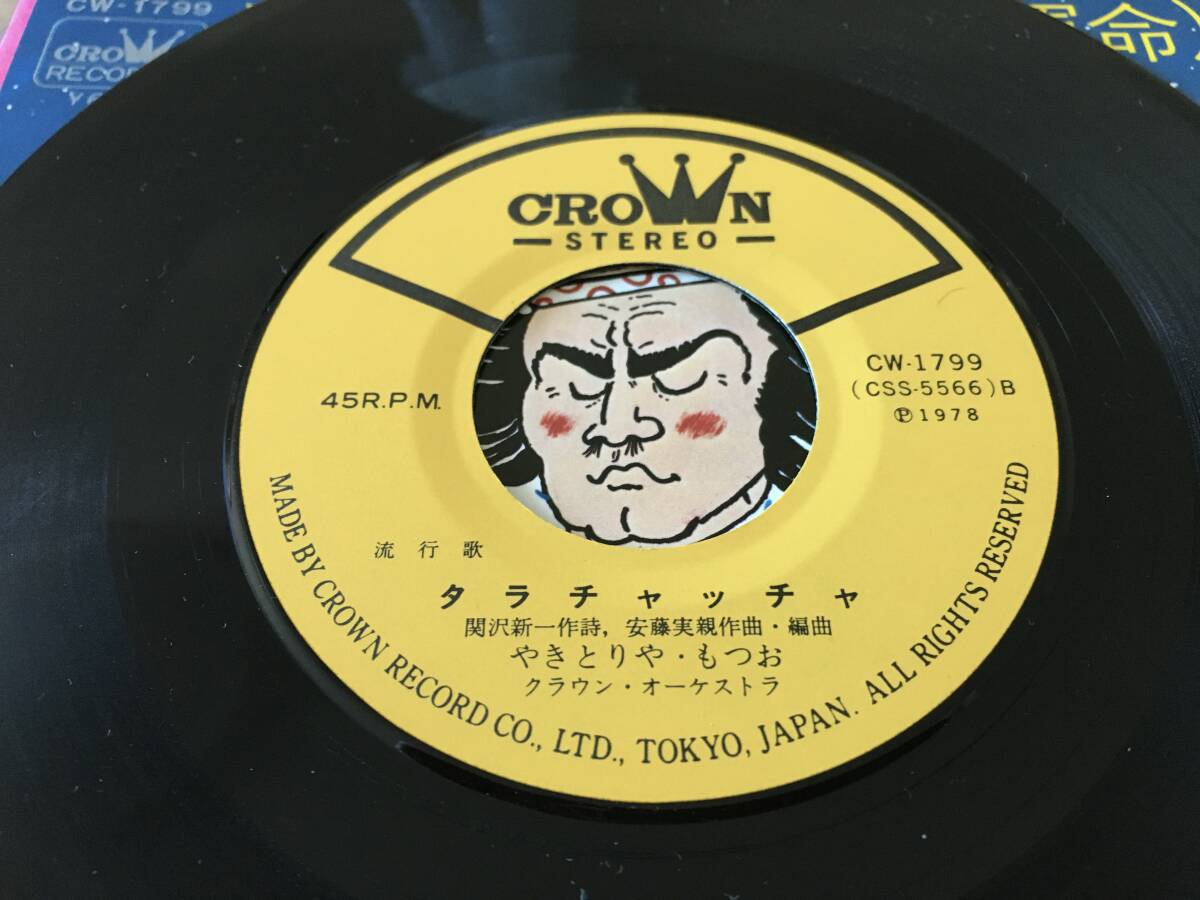 CW-1799
CROWN
RECOR
命
CROWN
STEREO
CW-1799
(CSS-5566) B
Ⓟ1978
45R.P.M.
流行歌
タラチャッチャ
関沢新一作詩, 安藤実親作曲・編曲
やきとりや・もつお
クラウン・オーケストラ
MADE BY CROWN RECORD CO., LTD., TOKYO, JAPAN. ALL RIGHTS RESERVED